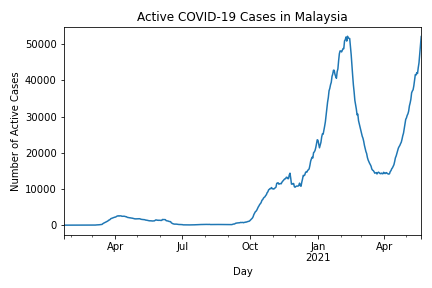 Active COVID-19 Cases in Malaysia
Number of Active Cases
50000
40000
30000
20000
10000
0
Apr
Jul
Oct
Jan
2021
Apr
Day